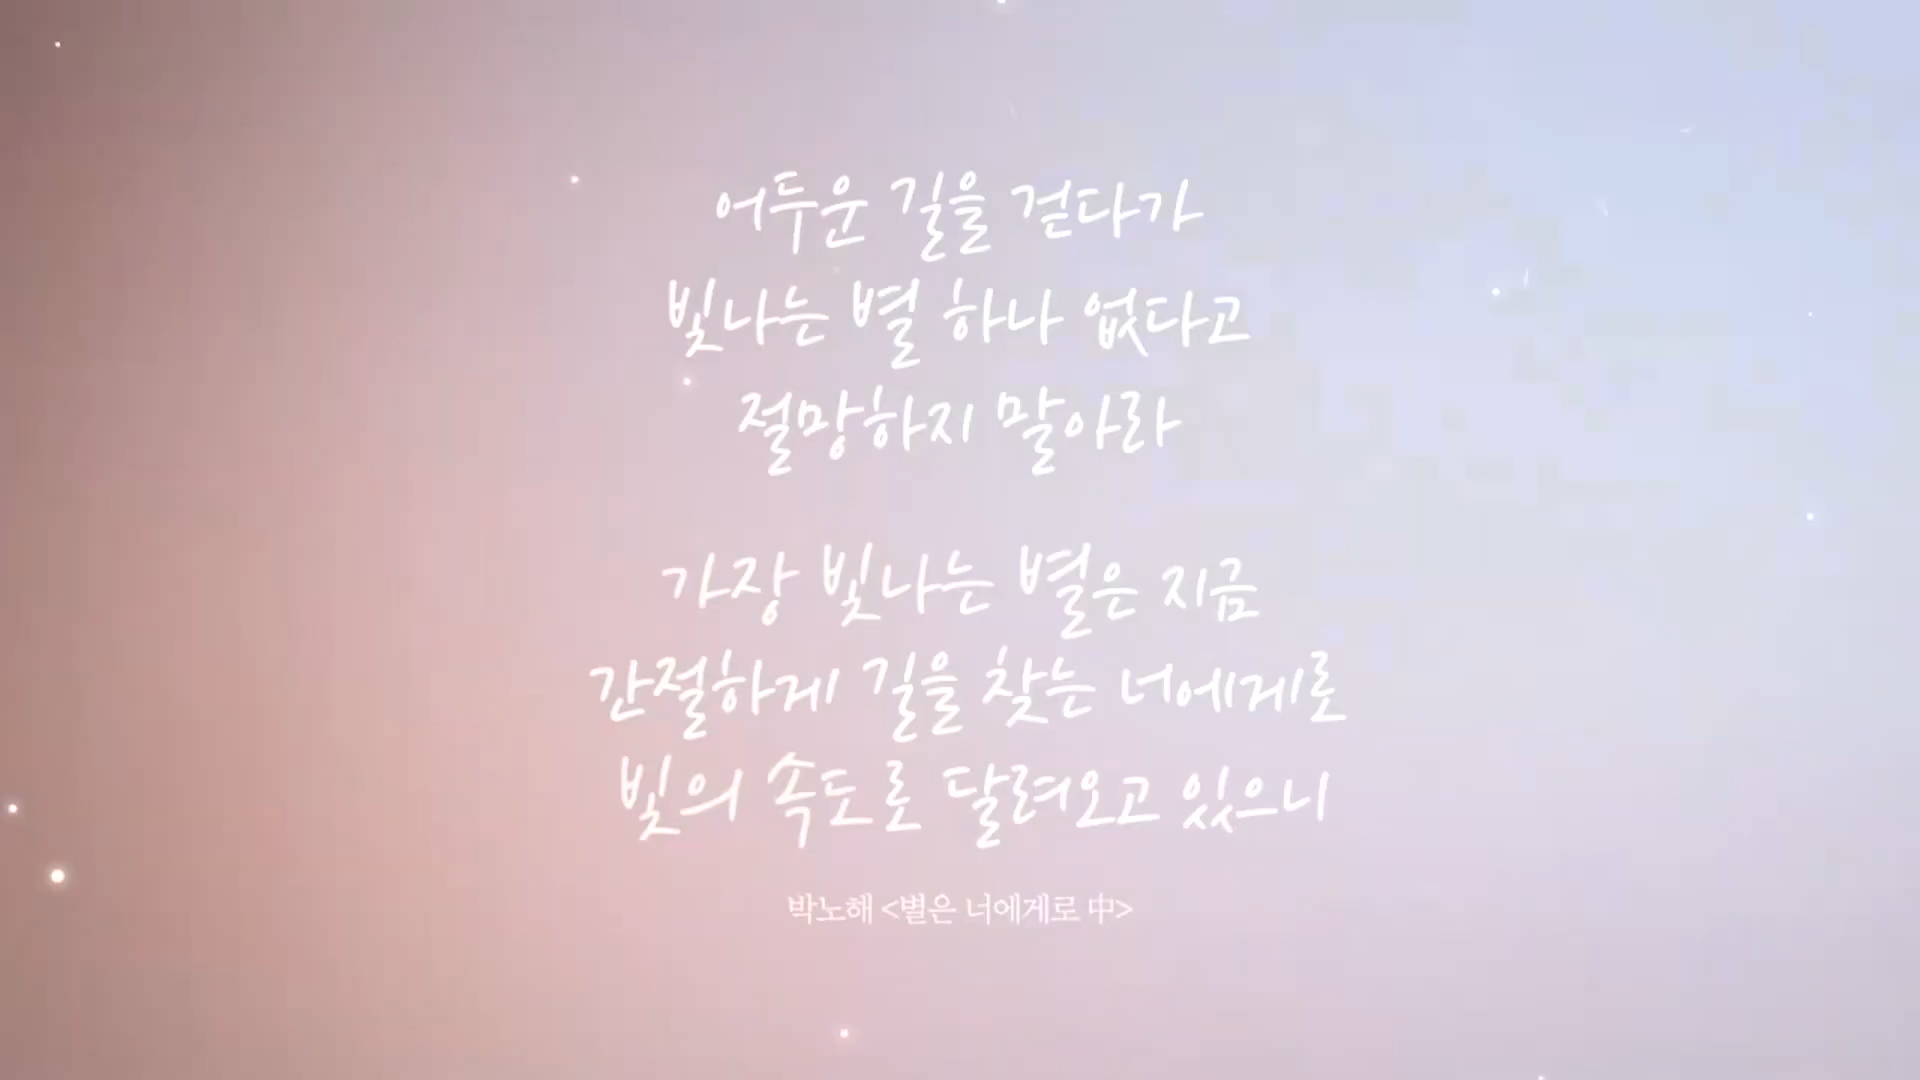 어두운 길을 걷다가
빛나는 별 하나 없다고
절망하지 말아라
가장 빛나는 별은 지금
간절하게 길을 찾는 너에게로
빛의 속도로 달려오고 있으니
박노해 <별은 너에게로 中>